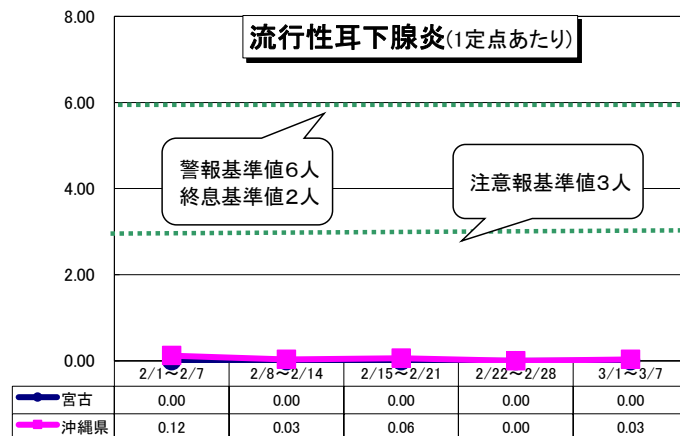 流行性耳下腺炎(1定点あたり)
8.00
6.00
警報基準値6人
終息基準値2人
注意報基準値3人
4.00
2.00
0.00
2/1～2/7 2/8～2/14 2/15～2/21 2/22～2/28 3/1～3/7
宮古 0.00 0.00 0.00 0.00 0.00
沖縄県 0.12 0.03 0.06 0.00 0.03